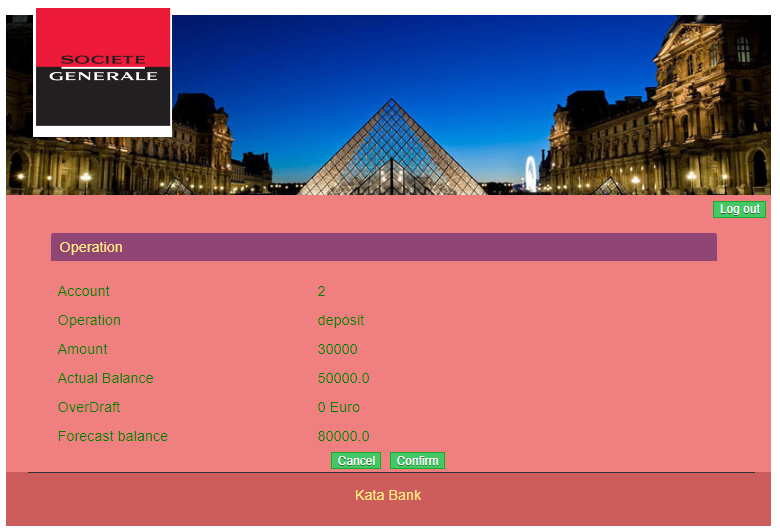 SOCIETE
GENERALE
Log out
Operation
Account 2
Operation deposit
Amount 30000
Actual Balance 50000.0
OverDraft 0 Euro
Forecast balance 80000.0
Cancel Confirm
Kata Bank